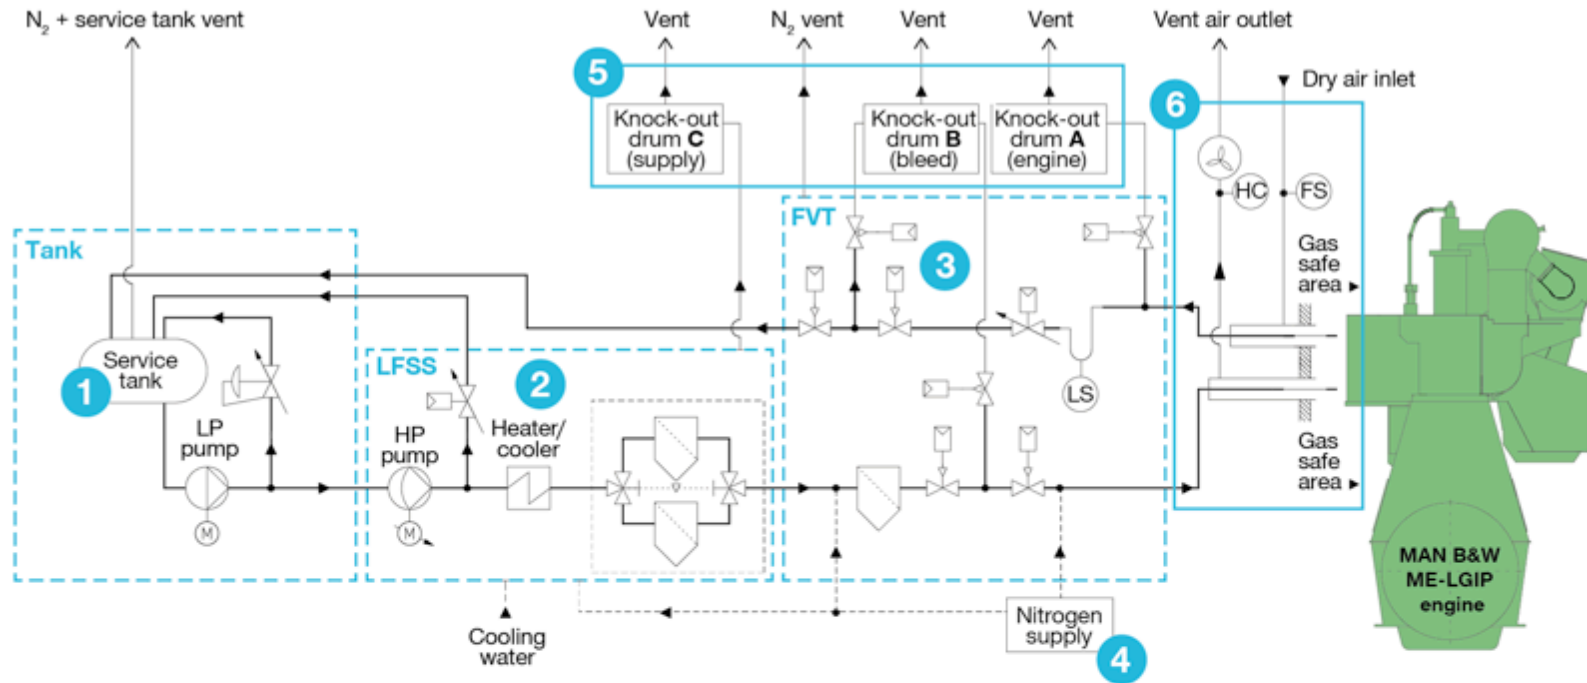 N₂ + service tank vent
Vent
N₂ vent
Vent
Vent
Vent air outlet
Dry air inlet
5
6
Knock-out
drum C
(supply)
Knock-out
drum B
(bleed)
Knock-out
drum A
(engine)
HC
FS
Tank
FVT
3
Gas
safe
area
Service
tank
1
LFSS
2
LS
LP
pump
HP
pump
Heater/
cooler
Gas
safe
area
M
M
MAN B&W
ME-LGIP
engine
Cooling
water
Nitrogen
supply
4